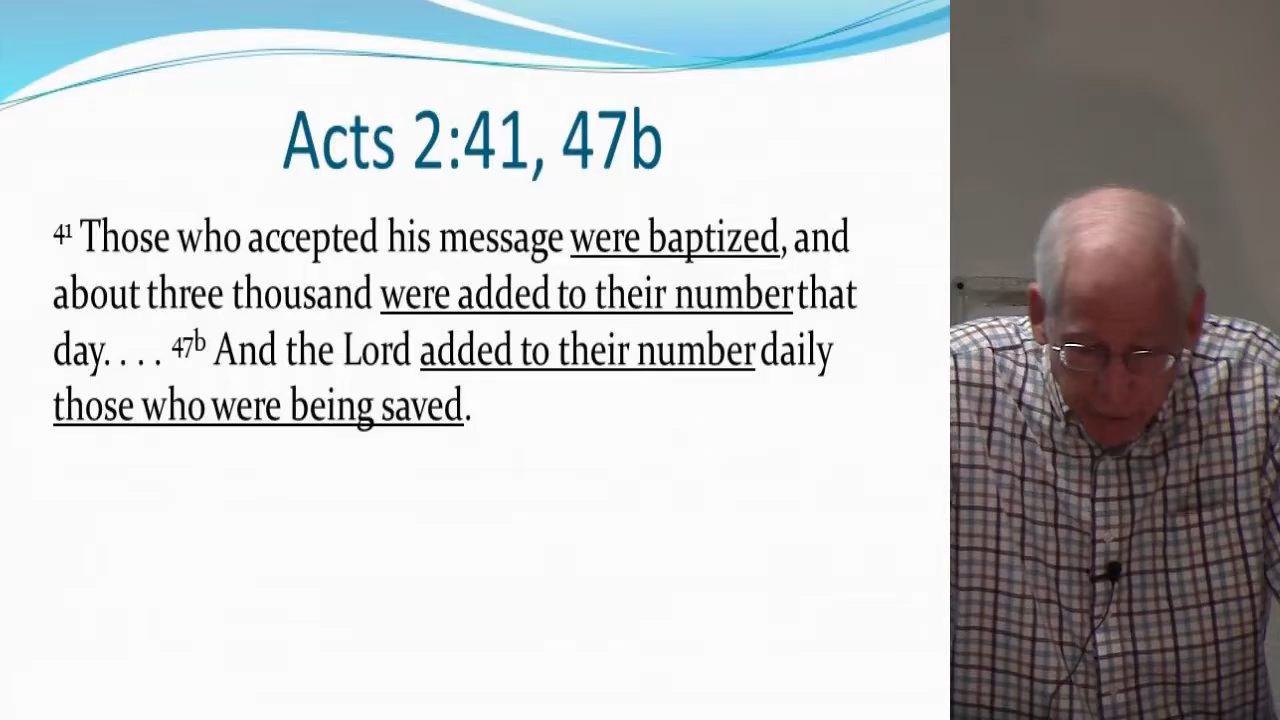 Acts 2:41, 47b
41 Those who accepted his message were baptized, and
about three thousand were added to their number that
day. . . . 47b And the Lord added to their number daily
those who were being saved.